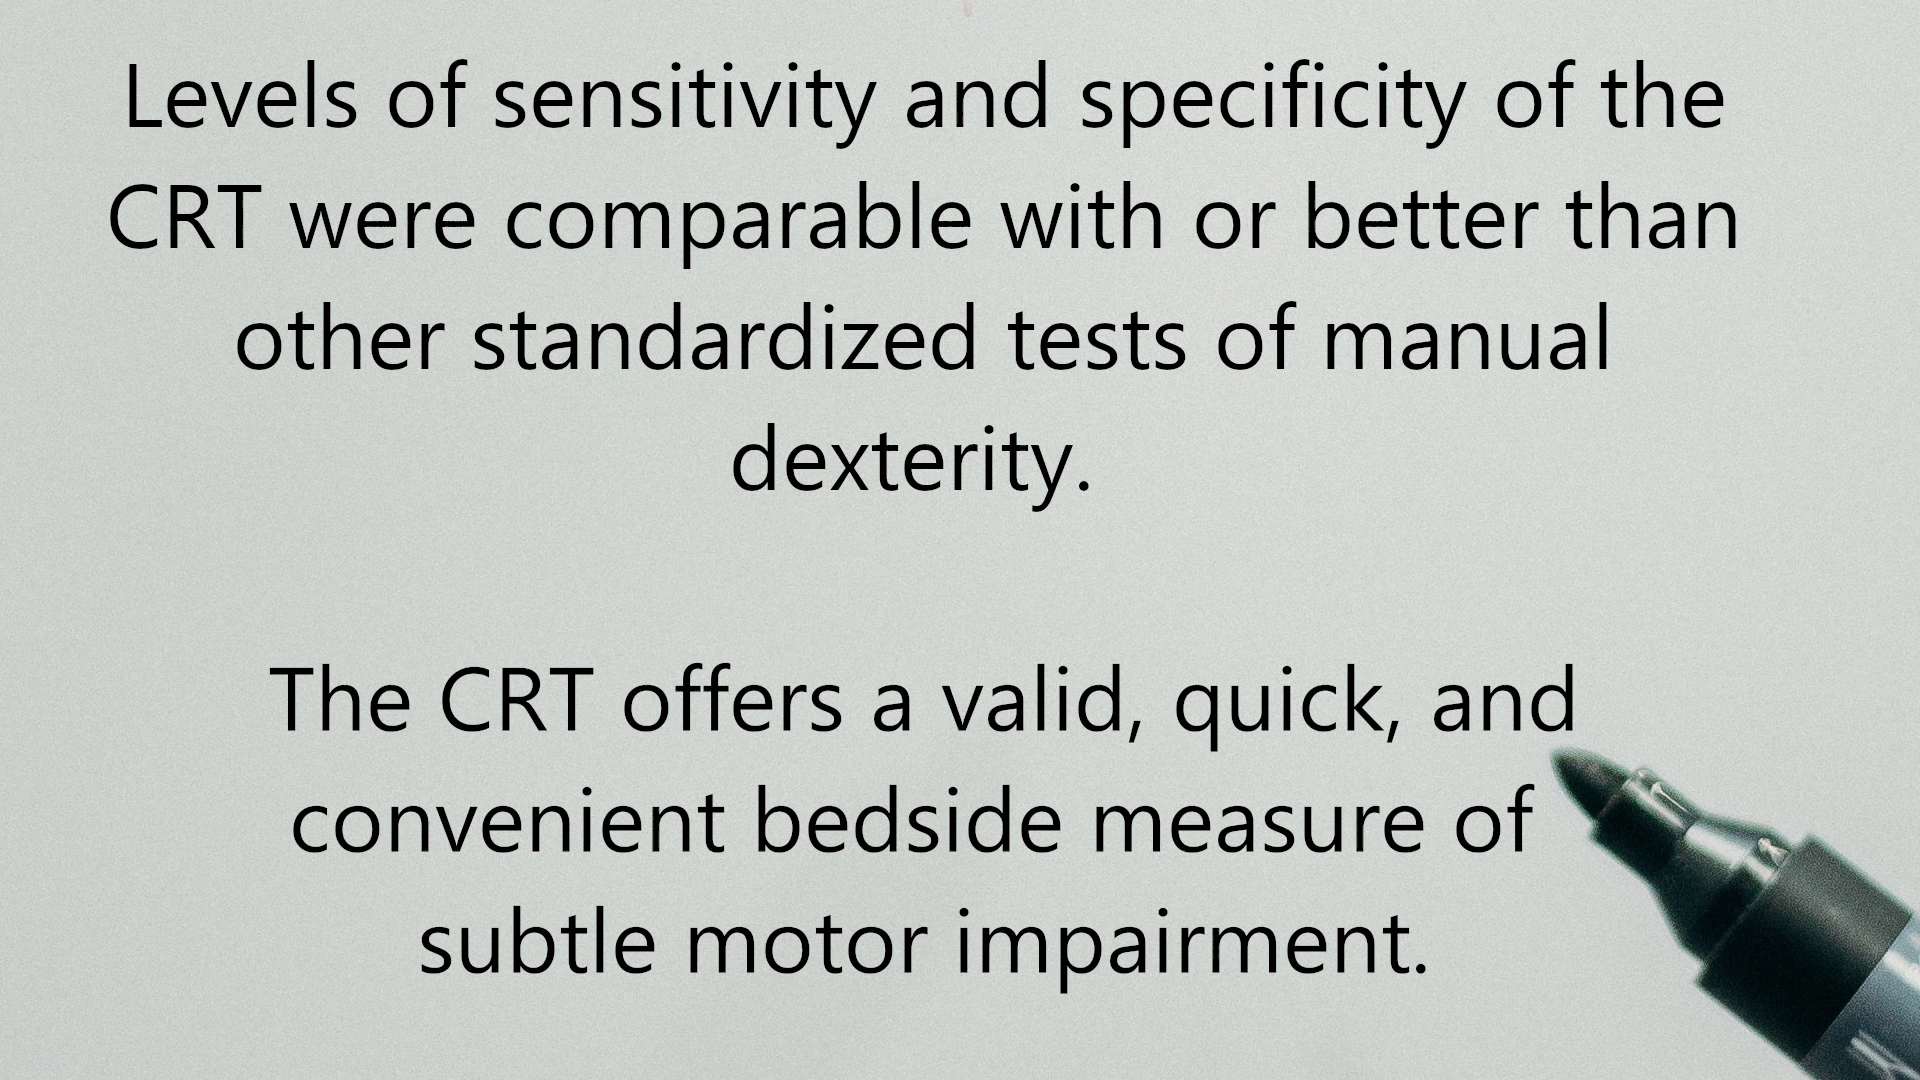 Levels of sensitivity and specificity of the
CRT were comparable with or better than
other standardized tests of manual
dexterity.
The CRT offers a valid, quick, and
convenient bedside measure of
subtle motor impairment.